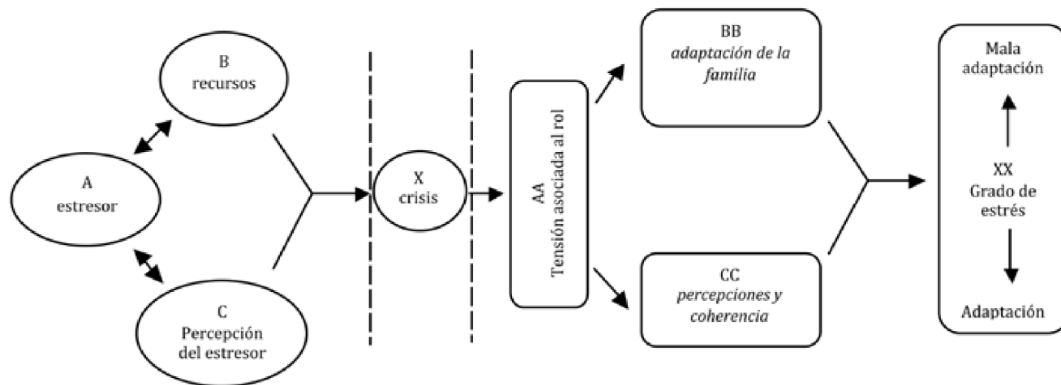 B
recursos
A
estresor
C
Percepción
del estresor
X
crisis
AA
Tensión asociada al rol
BB
adaptación de la
familia
CC
percepciones y
coherencia
Mala
adaptación
XX
Grado de
estrés
Adaptación